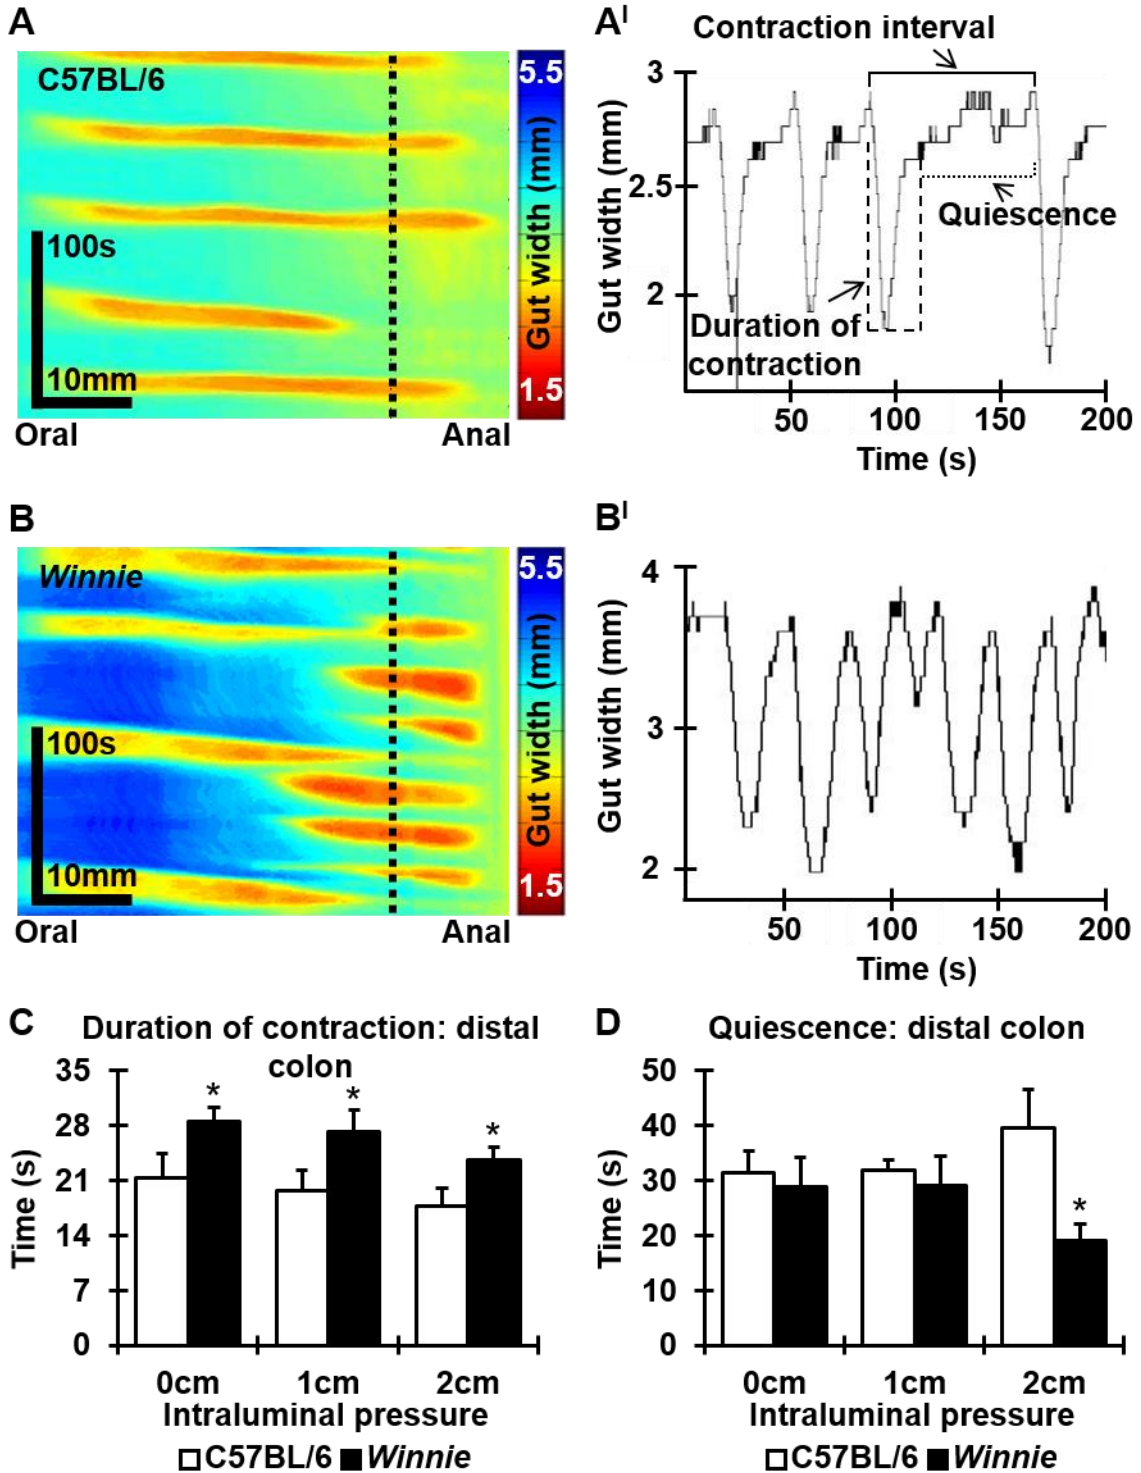 A
C57BL/6
100s
10mm
Oral
Anal
5.5
Gut width (mm)
1.5
A|
Contraction interval
3
2.5
2
Gut width (mm)
Quiescence
Duration of
contraction
50
100
150
200
Time (s)
B
Winnie
100s
10mm
Oral
Anal
5.5
Gut width (mm)
1.5
B|
4
3
2
Gut width (mm)
50
100
150
200
Time (s)
C
Duration of contraction: distal
colon
35
28
21
14
7
0
Time (s)
*
*
*
0cm
1cm
2cm
Intraluminal pressure
C57BL/6
Winnie
D
Quiescence: distal colon
50
40
30
20
10
0
Time (s)
*
0cm
1cm
2cm
Intraluminal pressure
C57BL/6
Winnie